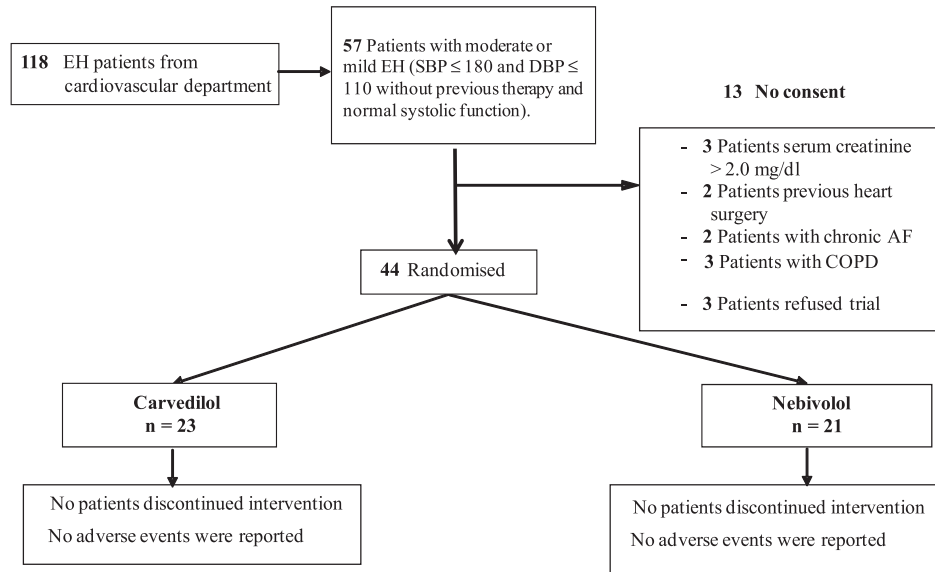 118 EH patients from
cardiovascular department
57 Patients with moderate or
mild EH (SBP ≤ 180 and DBP ≤
110 without previous therapy and
normal systolic function).
13 No consent
- 3 Patients serum creatinine
> 2.0 mg/dl
- 2 Patients previous heart
surgery
- 2 Patients with chronic AF
- 3 Patients with COPD
- 3 Patients refused trial
44 Randomised
Carvedilol
n = 23
Nebivolol
n = 21
No patients discontinued intervention
No adverse events were reported
No patients discontinued intervention
No adverse events were reported